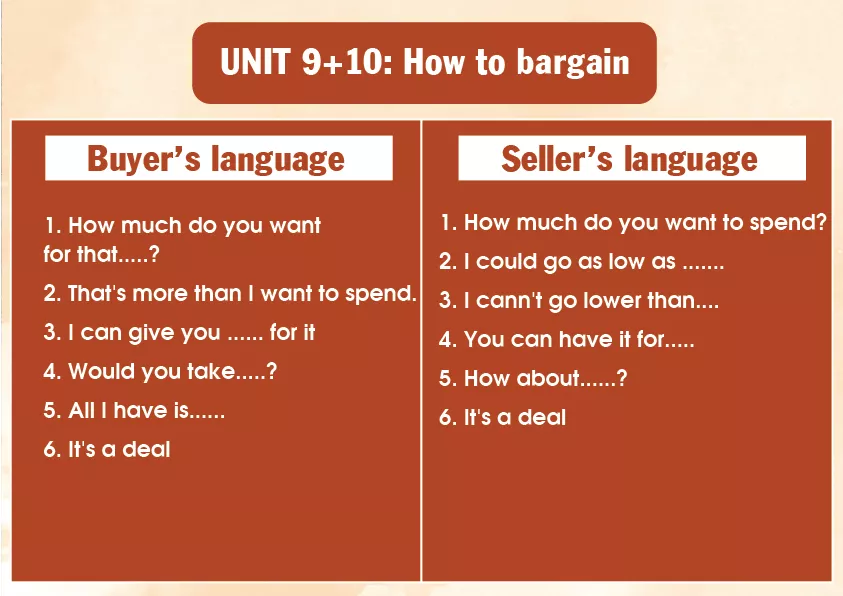 UNIT 9+10: How to bargain
Buyer's language
1. How much do you want
for that.....?
2. That's more than I want to spend.
3. I can give you ...... for it
4. Would you take.....?
5. All I have is......
6. It's a deal
Seller's language
1. How much do you want to spend?
2. I could go as low as .......
3. I cann't go lower than....
4. You can have it for.....
5. How about......?
6. It's a deal